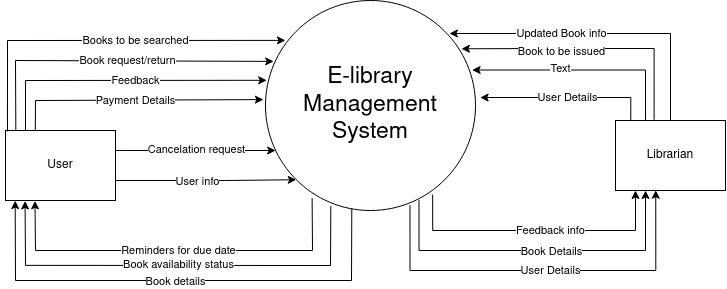 Books to be searched
Book request/return
Feedback
Payment Details
Cancelation request
User info
User
E-library
Management
System
Updated Book info
Book to be issued
Text
User Details
Librarian
Reminders for due date
Book availability status
Book details
Feedback info
Book Details
User Details